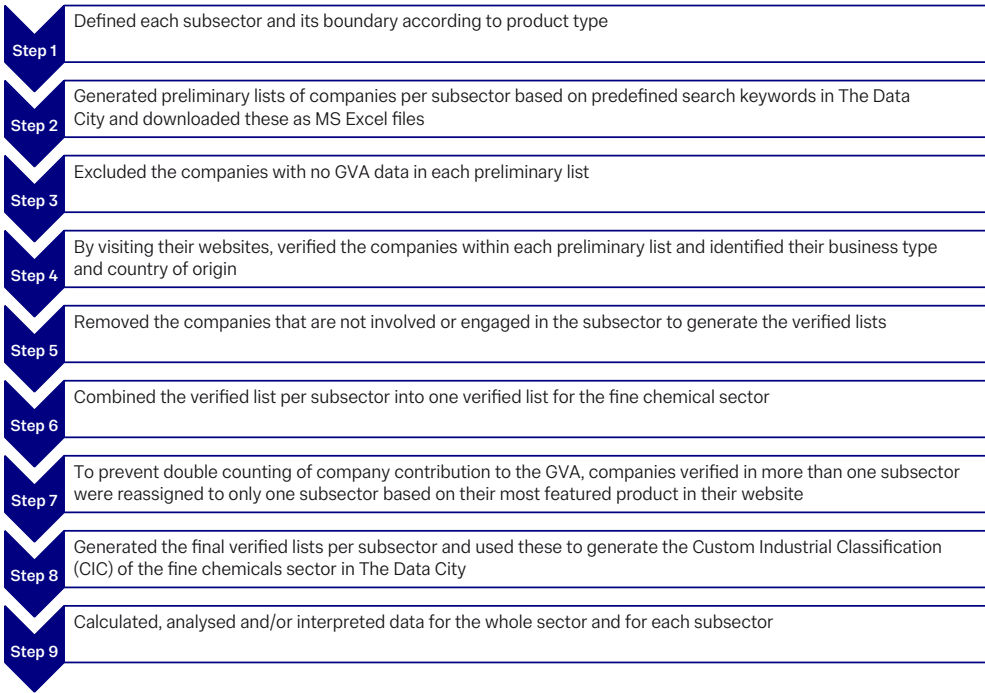 Step 1
Defined each subsector and its boundary according to product type
Step 2
Generated preliminary lists of companies per subsector based on predefined search keywords in The Data
City and downloaded these as MS Excel files
Step 3
Excluded the companies with no GVA data in each preliminary list
Step 4
By visiting their websites, verified the companies within each preliminary list and identified their business type
and country of origin
Step 5
Removed the companies that are not involved or engaged in the subsector to generate the verified lists
Step 6
Combined the verified list per subsector into one verified list for the fine chemical sector
Step 7
To prevent double counting of company contribution to the GVA, companies verified in more than one subsector
were reassigned to only one subsector based on their most featured product in their website
Step 8
Generated the final verified lists per subsector and used these to generate the Custom Industrial Classification
(CIC) of the fine chemicals sector in The Data City
Step 9
Calculated, analysed and/or interpreted data for the whole sector and for each subsector